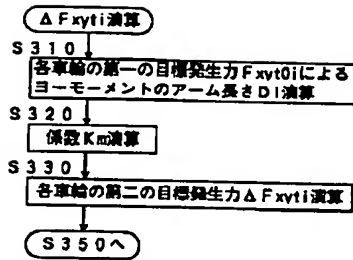 ΔFxyti演算
S310
各車輪の第一の目標発生力Fxyt0iによる
ヨーモーメントのアーム長さDi演算
S320
係数Km演算
S330
各車輪の第二の目標発生力ΔFxyti演算
S350へ